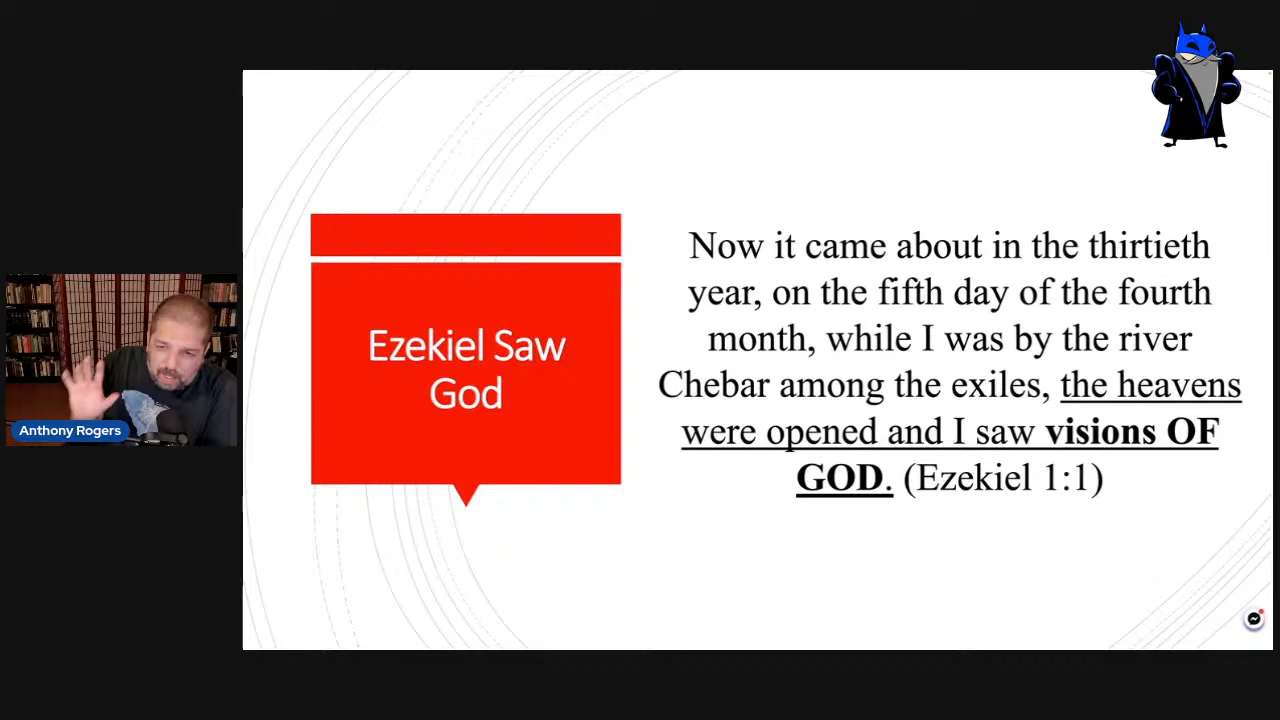 Ezekiel Saw
God
Now it came about in the thirtieth
year, on the fifth day of the fourth
month, while I was by the river
Chebar among the exiles, the heavens
were opened and I saw visions OF
GOD. (Ezekiel 1:1)
Anthony Rogers